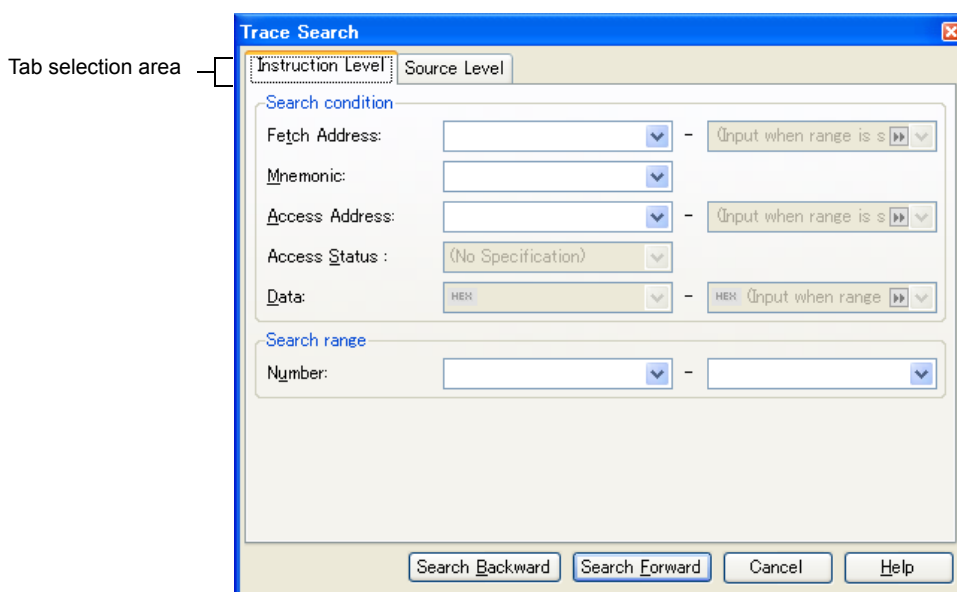 Trace Search
Tab selection area
Instruction Level Source Level
Search condition
Fetch Address: - (Input when range is s
Mnemonic:
Access Address: - (Input when range is s
Access Status : (No Specification)
Data: HEX - HEX (Input when range
Search range
Number: -
Search Backward Search Forward Cancel Help